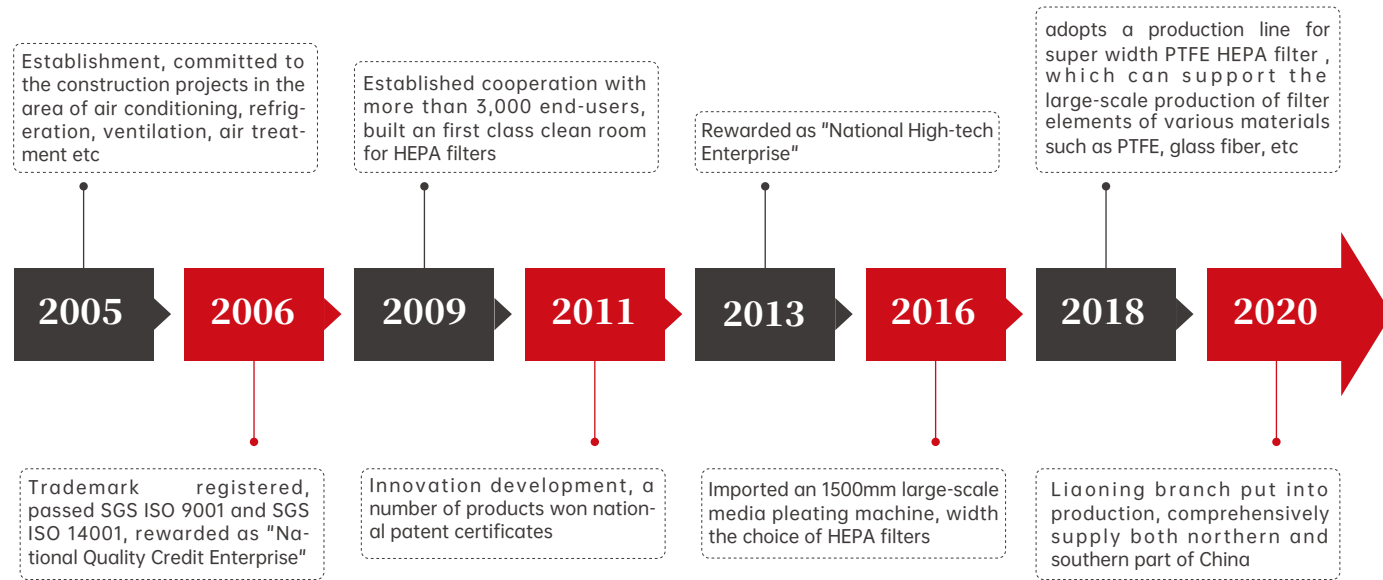 Establishment, committed to
the construction projects in the
area of air conditioning, refrig-
eration, ventilation, air treat-
ment etc
Established cooperation with
more than 3,000 end-users,
built an first class clean room
for HEPA filters
Rewarded as "National High-tech
Enterprise"
adopts a production line for
super width PTFE HEPA filter ,
which can support the
large-scale production of filter
elements of various materials
such as PTFE, glass fiber, etc
2005
2006
2009
2011
2013
2016
2018
2020
Trademark registered,
passed SGS ISO 9001 and SGS
ISO 14001, rewarded as "Na-
tional Quality Credit Enterprise"
Innovation development, a
number of products won nation-
al patent certificates
Imported an 1500mm large-scale
media pleating machine, width
the choice of HEPA filters
Liaoning branch put into
production, comprehensively
supply both northern and
southern part of China